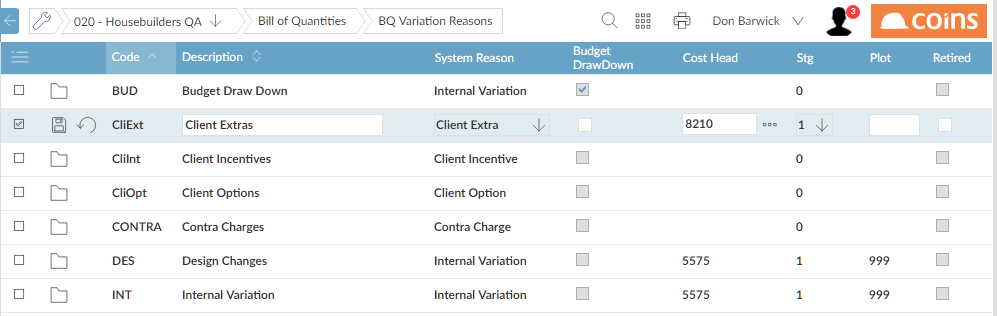 020 - Housebuilders QA Bill of Quantities BQ Variation Reasons Don Barwick 3 coins
Code Description System Reason Budget DrawDown Cost Head Stg Plot Retired
BUD Budget Draw Down Internal Variation 0
CliExt Client Extras Client Extra 8210 1
CliInt Client Incentives Client Incentive 0
CliOpt Client Options Client Option 0
CONTRA Contra Charges Contra Charge 0
DES Design Changes Internal Variation 5575 1 999
INT Internal Variation Internal Variation 5575 1 999